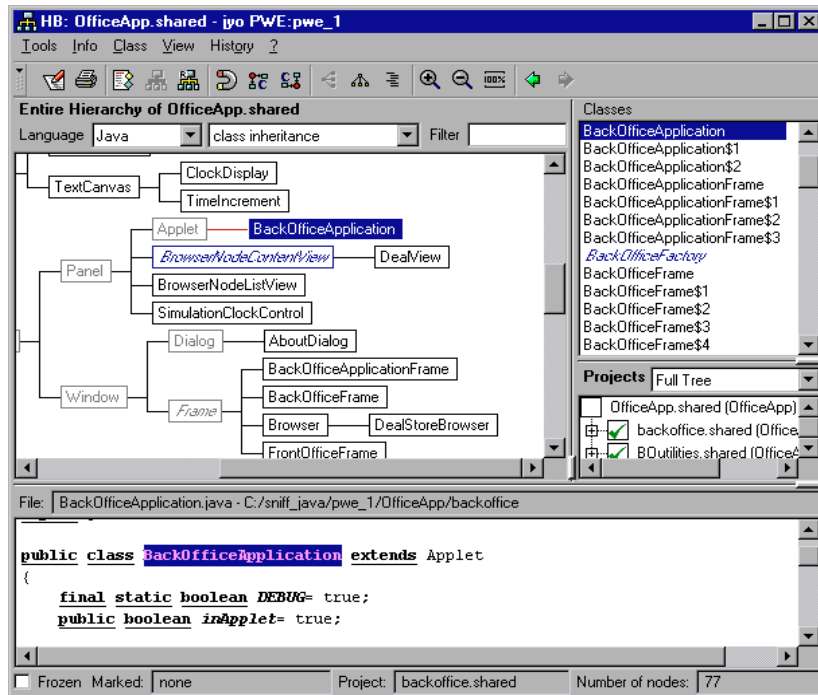 HB: OfficeApp.shared - jyo PWE:pwe_1
Tools Info Class View History ?
100%
Entire Hierarchy of OfficeApp.shared
Language Java class inheritance Filter
TextCanvas
ClockDisplay
TimeIncrement
Panel
Applet
BackOfficeApplication
BrowserNodeContentView
DealView
BrowserNodeListView
SimulationClockControl
Window
Dialog
AboutDialog
Frame
BackOfficeApplicationFrame
BackOfficeFrame
Browser
DealStoreBrowser
FrontOfficeFrame
Classes
BackOfficeApplication
BackOfficeApplication$1
BackOfficeApplication$2
BackOfficeApplicationFrame
BackOfficeApplicationFrame$1
BackOfficeApplicationFrame$2
BackOfficeApplicationFrame$3
BackOfficeFactory
BackOfficeFrame
BackOfficeFrame$1
BackOfficeFrame$2
BackOfficeFrame$3
BackOfficeFrame$4
Projects Full Tree
OfficeApp.shared (OfficeApp)
backoffice.shared (Office
BOutilities.shared (OfficeA
File: BackOfficeApplication.java - C:/sniff_java/pwe_1/OfficeApp/backoffice
public class BackOfficeApplication extends Applet
{
final static boolean DEBUG= true;
public boolean inApplet= true;
Frozen Marked: none Project: backoffice.shared Number of nodes: 77